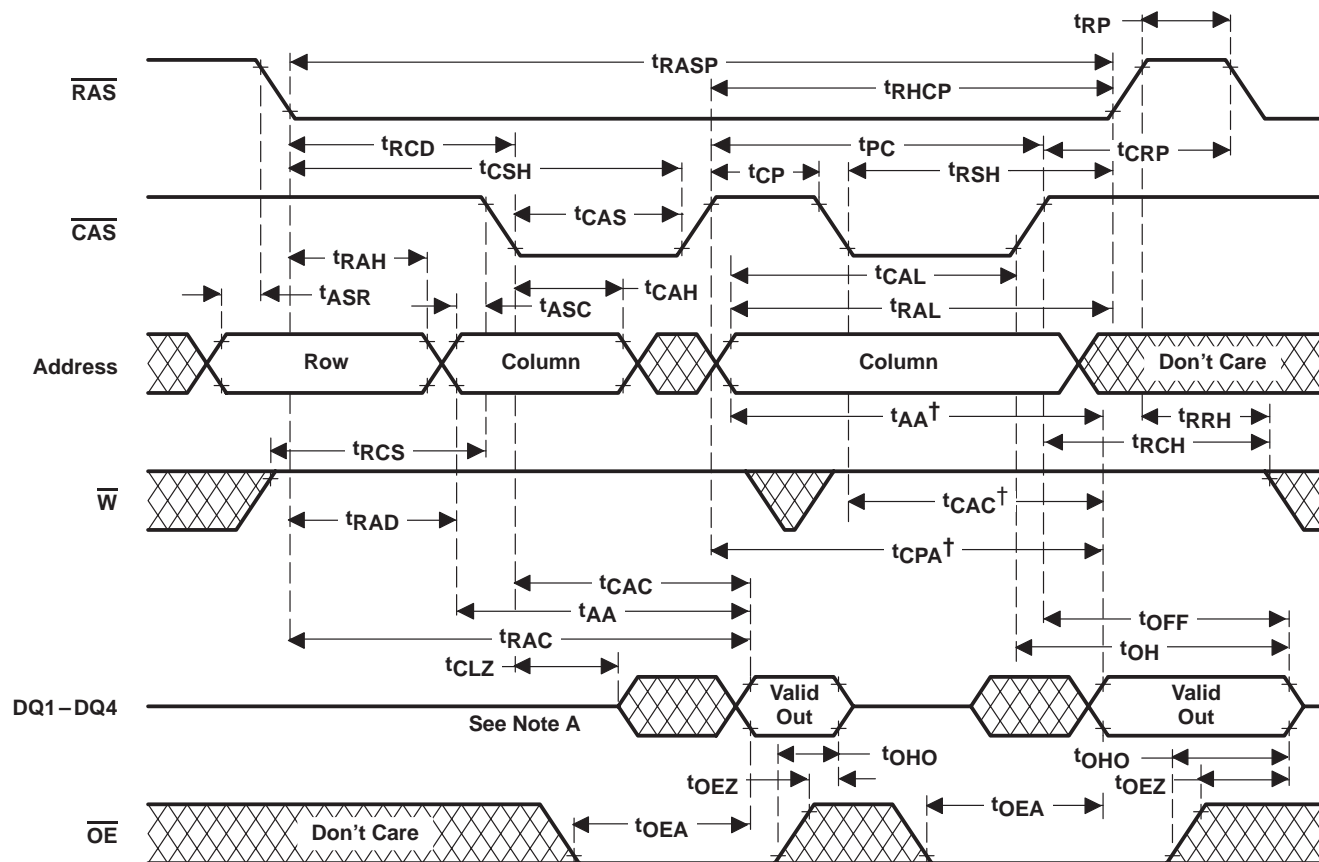 tRP
tRASP
RAS
tRHCP
tRCD
tPC
tCRP
tCSH
tCP
tRSH
CAS
tCAS
tRAH
tCAL
tASR
tASC
tCAH
tRAL
Address
Row
Column
Column
Don't Care
tAA†
tRRH
tRCS
tRCH
W
tCAC†
tRAD
tCPA†
tCAC
tAA
tOFF
tRAC
tOH
tCLZ
DQ1–DQ4
See Note A
Valid
Out
Valid
Out
tOHO
tOHO
tOEZ
tOEZ
OE
Don't Care
tOEA
tOEA